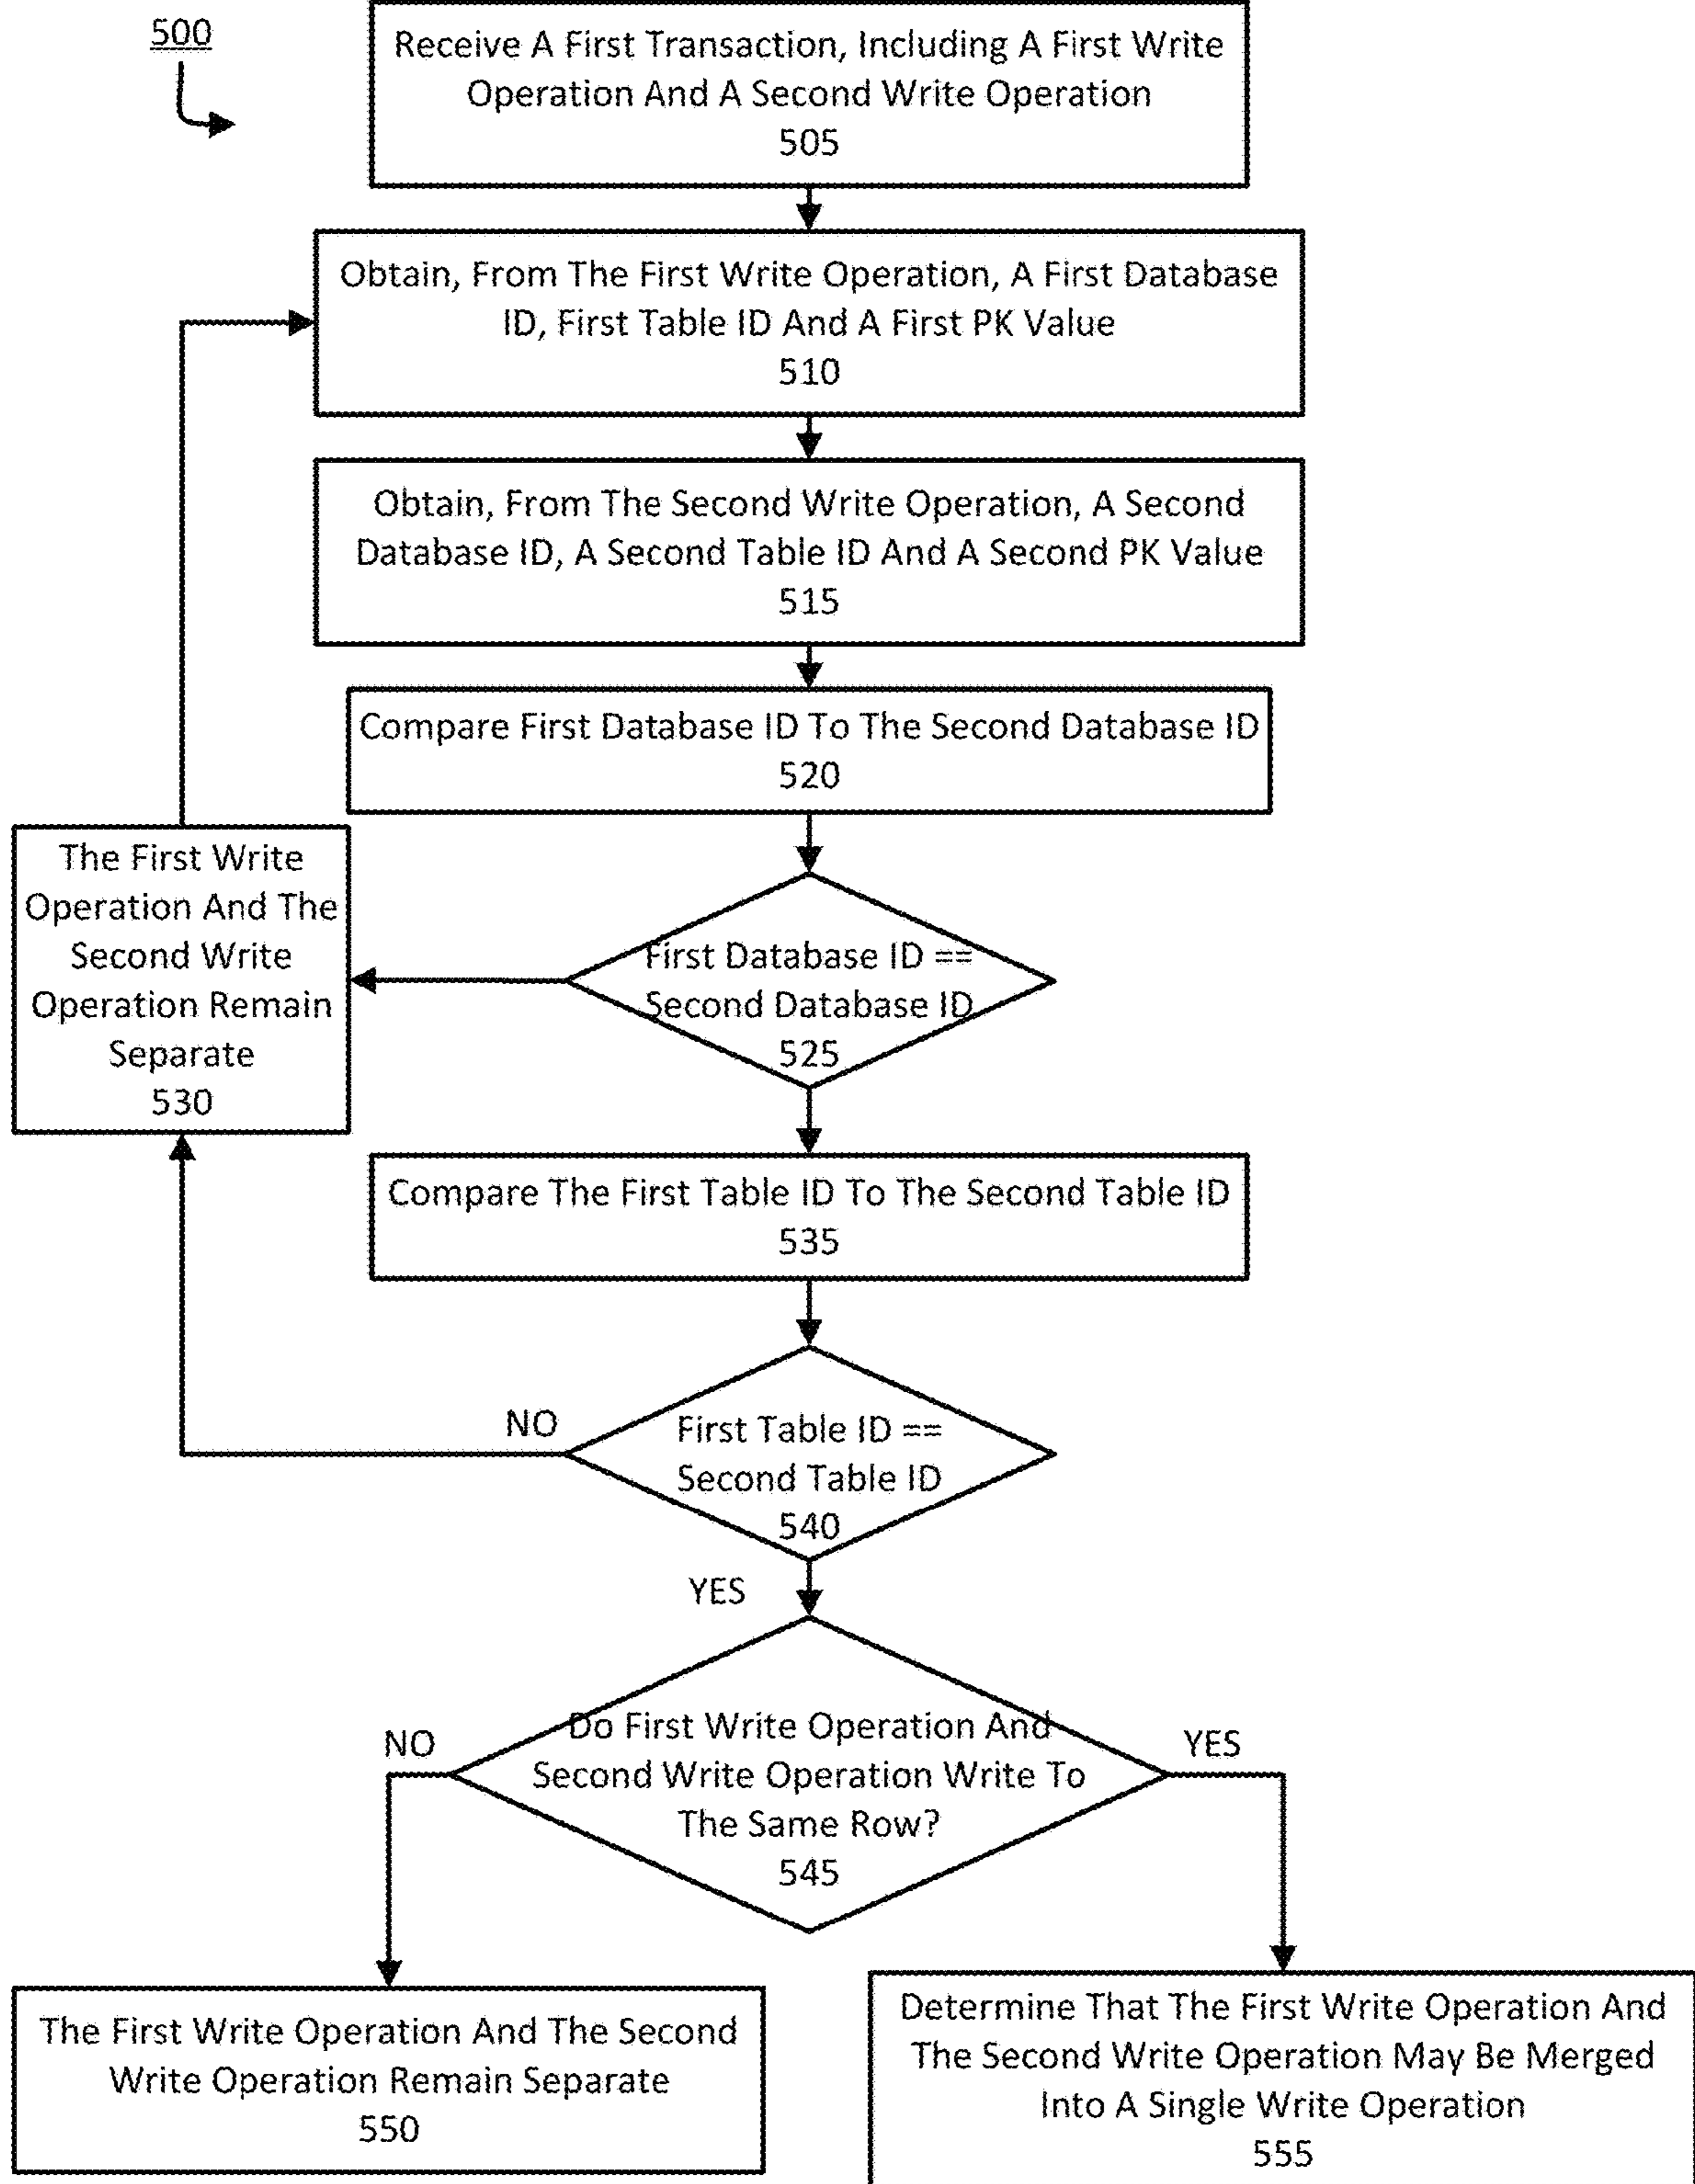 500
Receive A First Transaction, Including A First Write
Operation And A Second Write Operation
505
Obtain, From The First Write Operation, A First Database
ID, First Table ID And A First PK Value
510
Obtain, From The Second Write Operation, A Second
Database ID, A Second Table ID And A Second PK Value
515
Compare First Database ID To The Second Database ID
520
The First Write
Operation And The
Second Write
Operation Remain
Separate
530
First Database ID ==
Second Database ID
525
Compare The First Table ID To The Second Table ID
535
NO
First Table ID ==
Second Table ID
540
YES
NO
Do First Write Operation And
Second Write Operation Write To
The Same Row?
545
YES
The First Write Operation And The Second
Write Operation Remain Separate
550
Determine That The First Write Operation And
The Second Write Operation May Be Merged
Into A Single Write Operation
555